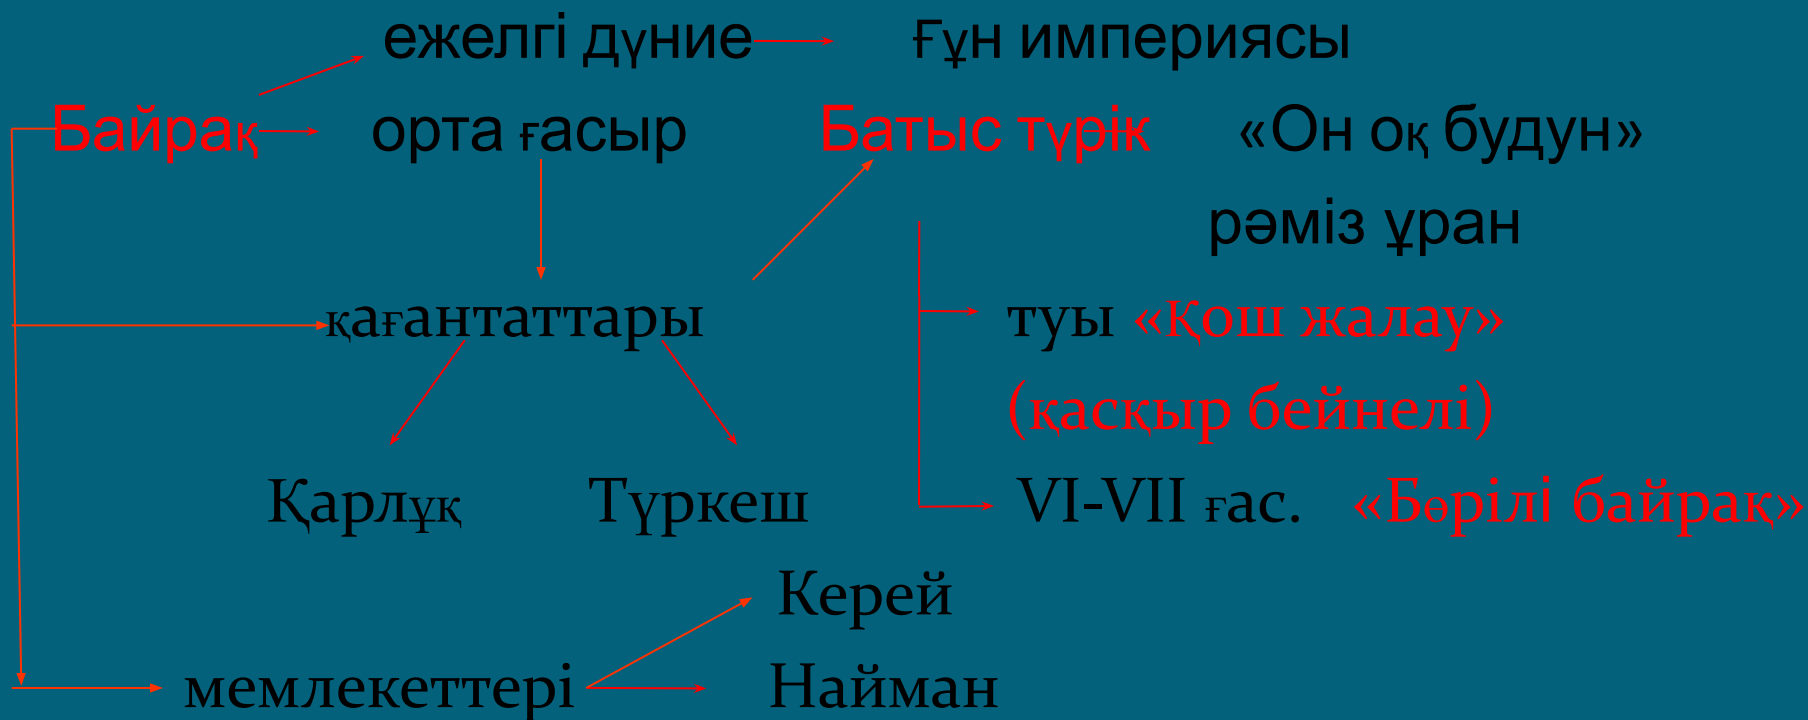 ежелгі дүние Ғұн империясы
Байрақ орта ғасыр Батыс түрік «Он оқ будун»
рәміз ұран
қағантаттары туы «Қош жалау»
(қасқыр бейнелі)
Қарлұқ Түркеш VI-VII ғас. «Бөрілі байрақ»
Керей
мемлекеттері Найман